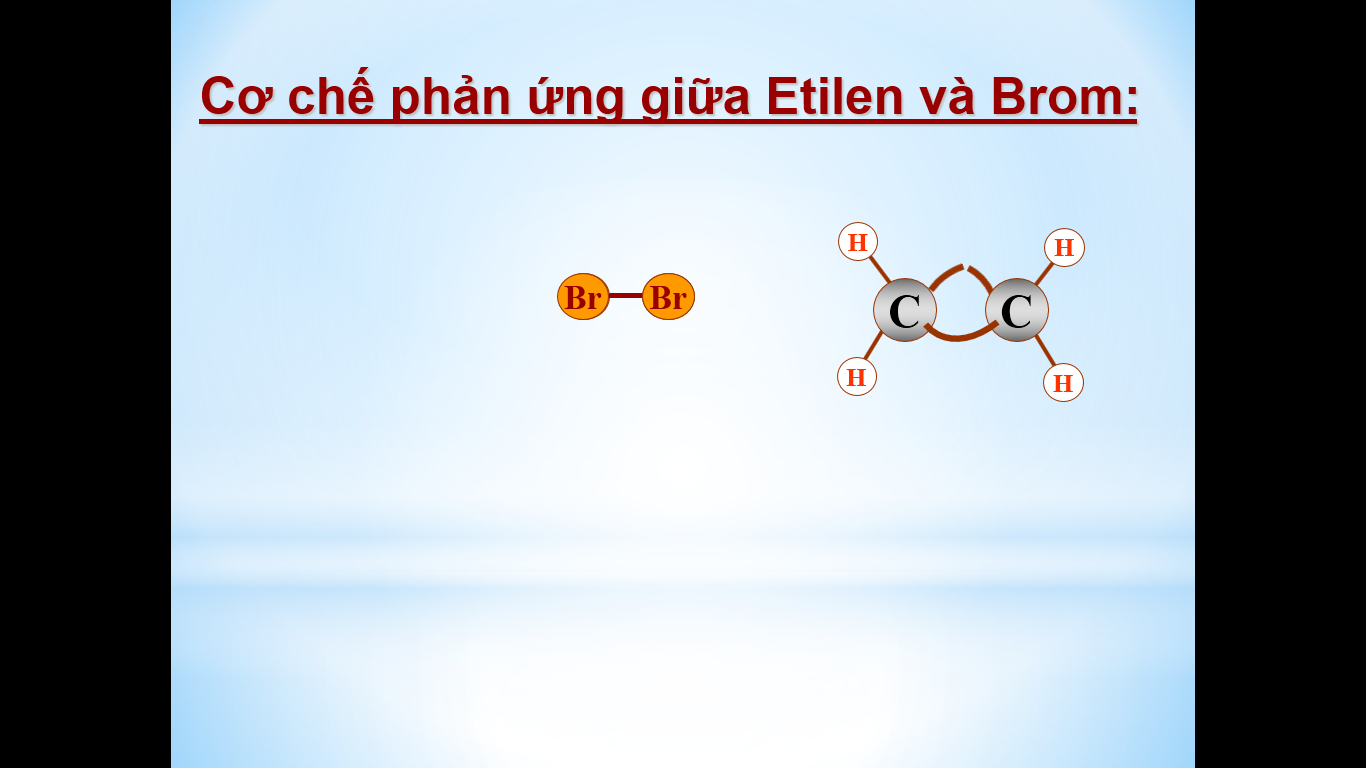 Cơ chế phản ứng giữa Etilen và Brom:
H H
Br Br
C C
H H